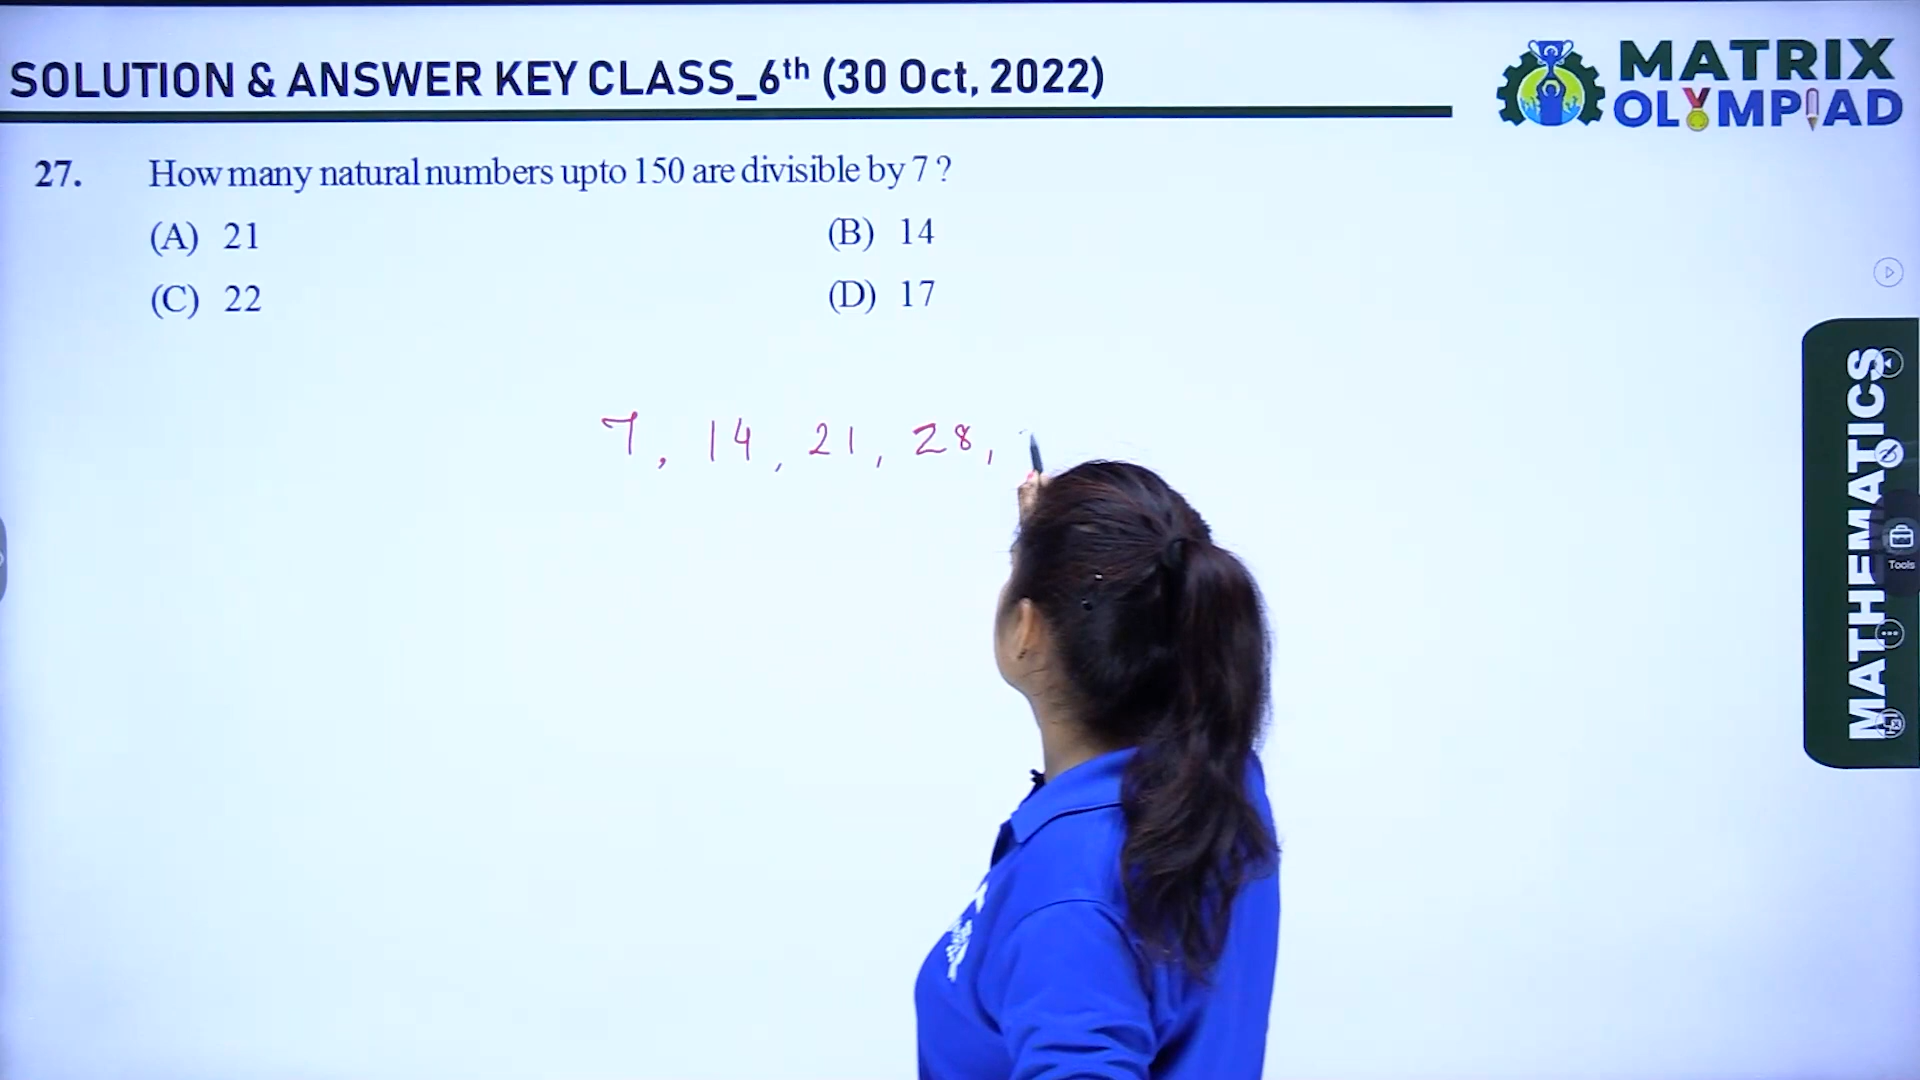 SOLUTION & ANSWER KEY CLASS_6th (30 Oct, 2022)
MATRIX
OLYMPIAD
27. How many natural numbers upto 150 are divisible by 7 ?
(A) 21 (B) 14
(C) 22 (D) 17
7, 14, 21, 28,
MATHEMATICS
Tools